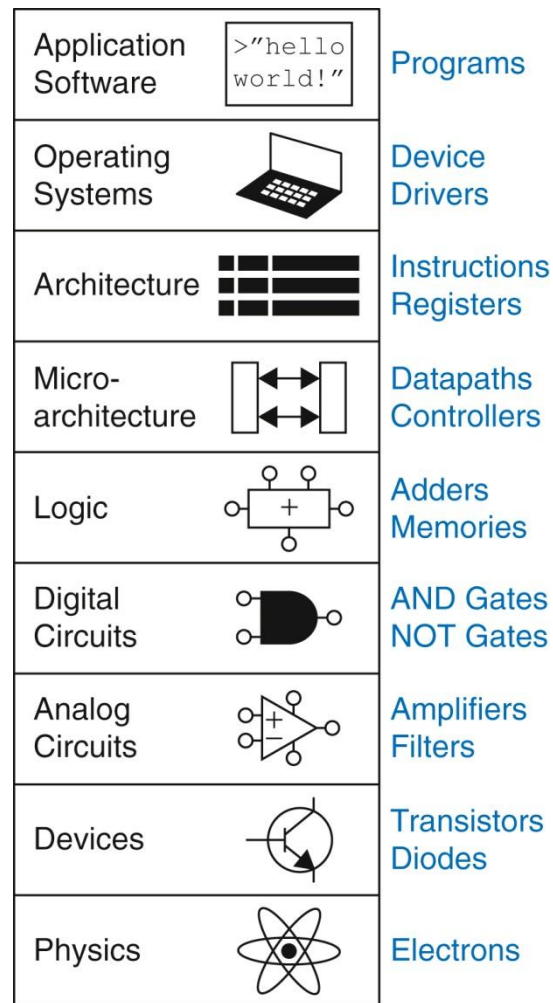 Application
Software
>"hello
world!"
Programs
Operating
Systems
Device
Drivers
Architecture
Instructions
Registers
Micro-
architecture
Datapaths
Controllers
Logic
+
Adders
Memories
Digital
Circuits
AND Gates
NOT Gates
Analog
Circuits
+
−
Amplifiers
Filters
Devices
Transistors
Diodes
Physics
Electrons